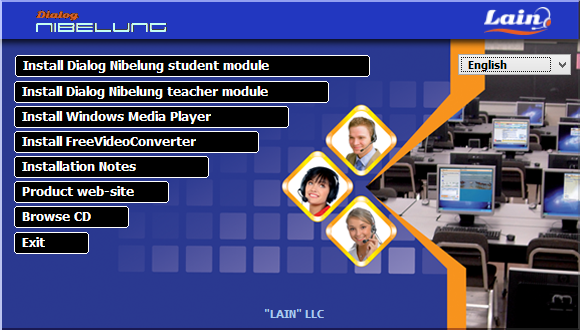 Dialog
NIBELUNG
Lain
Install Dialog Nibelung student module
English
Install Dialog Nibelung teacher module
Install Windows Media Player
Install FreeVideoConverter
Installation Notes
Product web-site
Browse CD
Exit
"LAIN" LLC